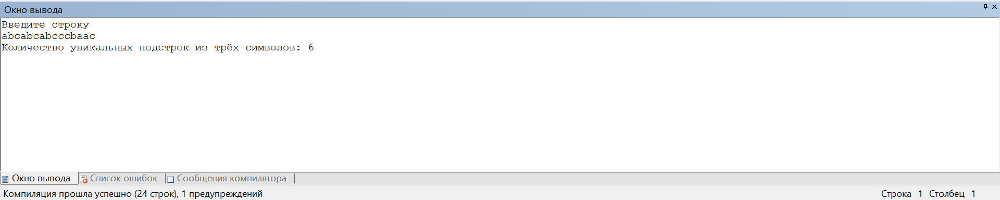 Окно вывода
Введите строку
abcabcabcccbaac
Количество уникальных подстрок из трёх символов: 6
Окно вывода Список ошибок Сообщения компилятора
Компиляция прошла успешно (24 строк), 1 предупреждений Строка 1 Столбец 1